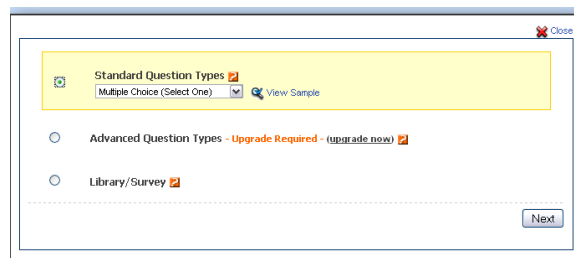 Close
Standard Question Types
Multiple Choice (Select One) View Sample
Advanced Question Types - Upgrade Required - (upgrade now)
Library/Survey
Next